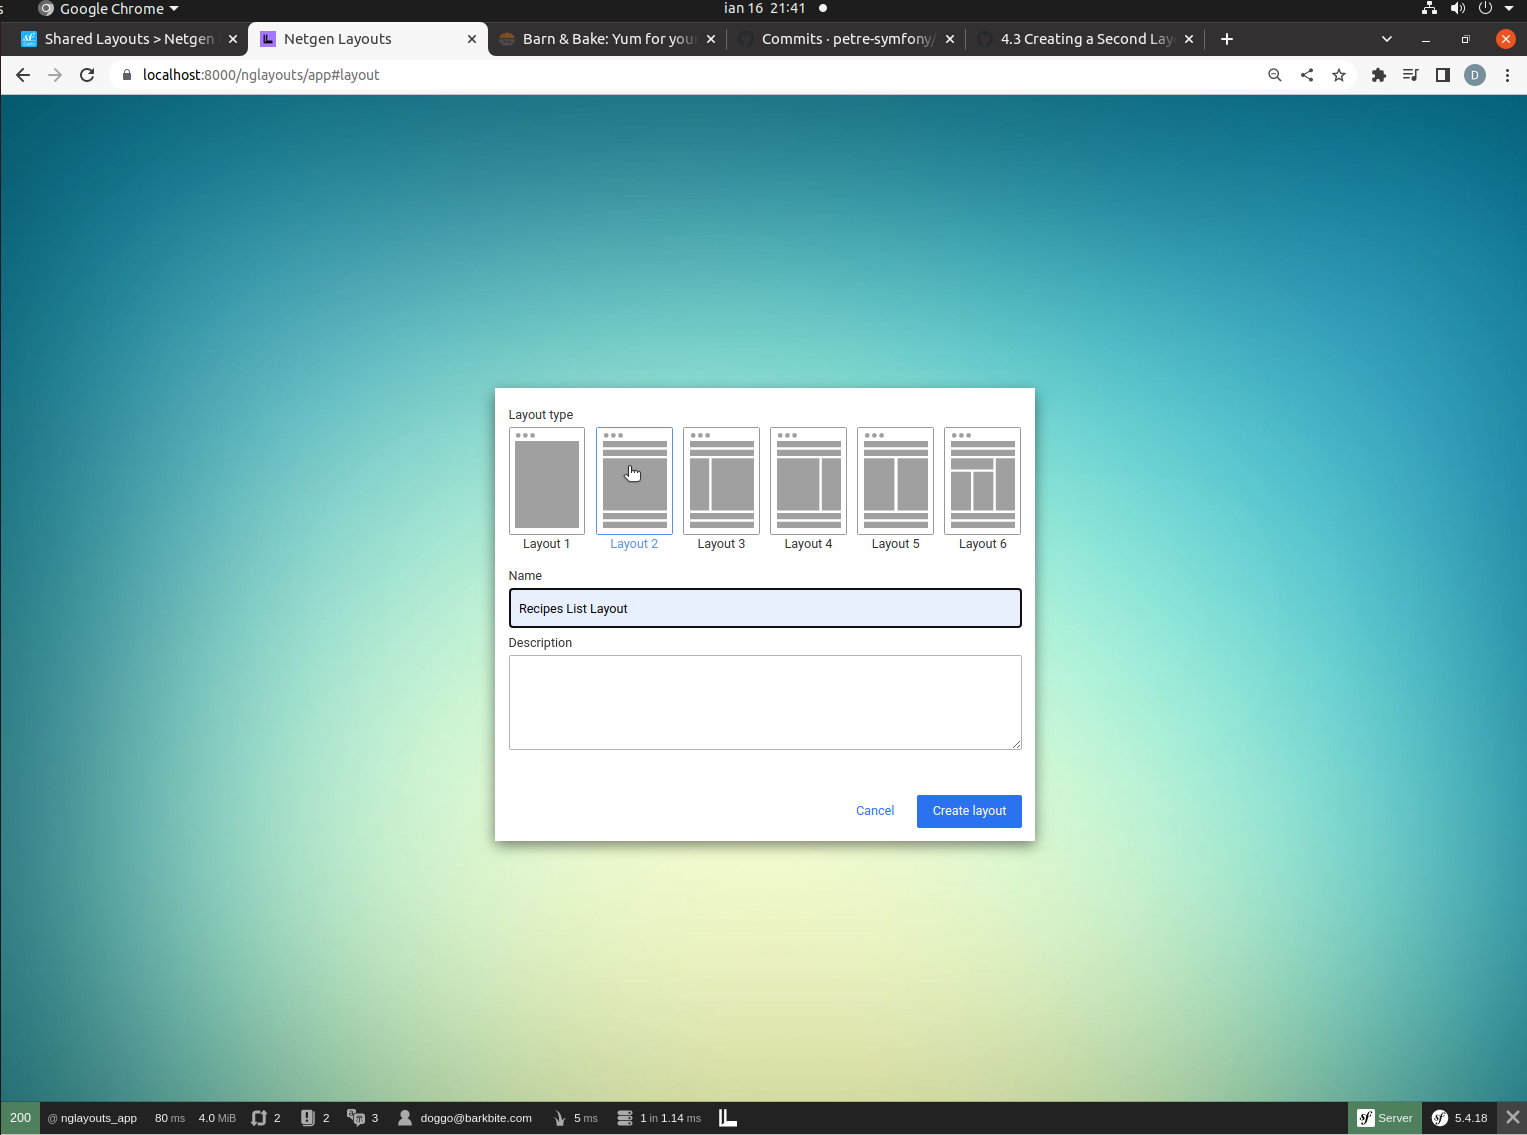 s Google Chrome ian 16 21:41
Shared Layouts > Netgen Netgen Layouts Barn & Bake: Yum for your Commits · petre-symfony/ 4.3 Creating a Second Lay
localhost:8000/nglayouts/app#layout D
Layout type
Layout 1 Layout 2 Layout 3 Layout 4 Layout 5 Layout 6
Name
Recipes List Layout
Description
Cancel Create layout
200 @ nglayouts_app 80 ms 4.0 MiB 2 2 3 doggo@barkbite.com 5 ms 1 in 1.14 ms Server 5.4.18